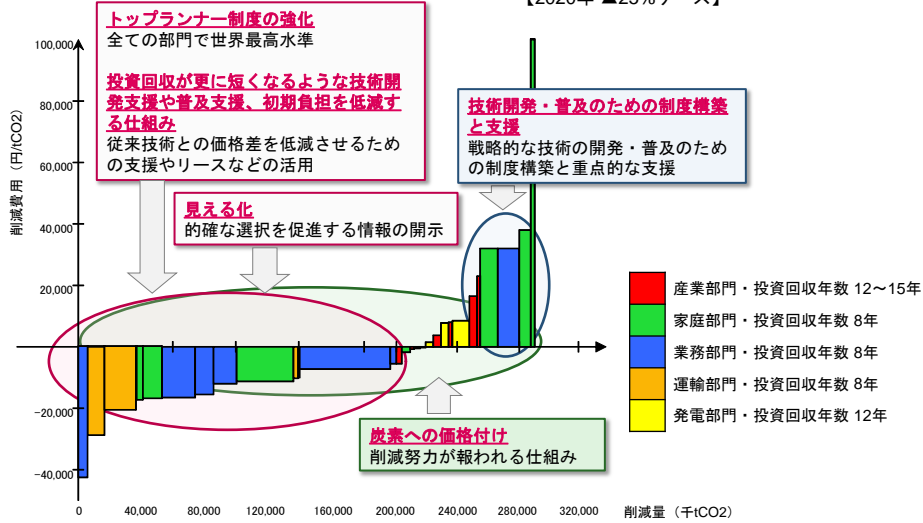 【2020年 ▲25%ケース】
トップランナー制度の強化
全ての部門で世界最高水準
投資回収が更に短くなるような技術開
発支援や普及支援、初期負担を低減す
る仕組み
従来技術との価格差を低減させるため
の支援やリースなどの活用
技術開発・普及のための制度構築
と支援
戦略的な技術の開発・普及のため
の制度構築と重点的な支援
見える化
的確な選択を促進する情報の開示
炭素への価格付け
削減努力が報われる仕組み
削減費用（円/tCO2）
100,000
80,000
60,000
40,000
20,000
0
−20,000
−40,000
0
40,000
80,000
120,000
160,000
200,000
240,000
280,000
320,000
削減量（千tCO2）
産業部門・投資回収年数 12～15年
家庭部門・投資回収年数 8年
業務部門・投資回収年数 8年
運輸部門・投資回収年数 8年
発電部門・投資回収年数 12年